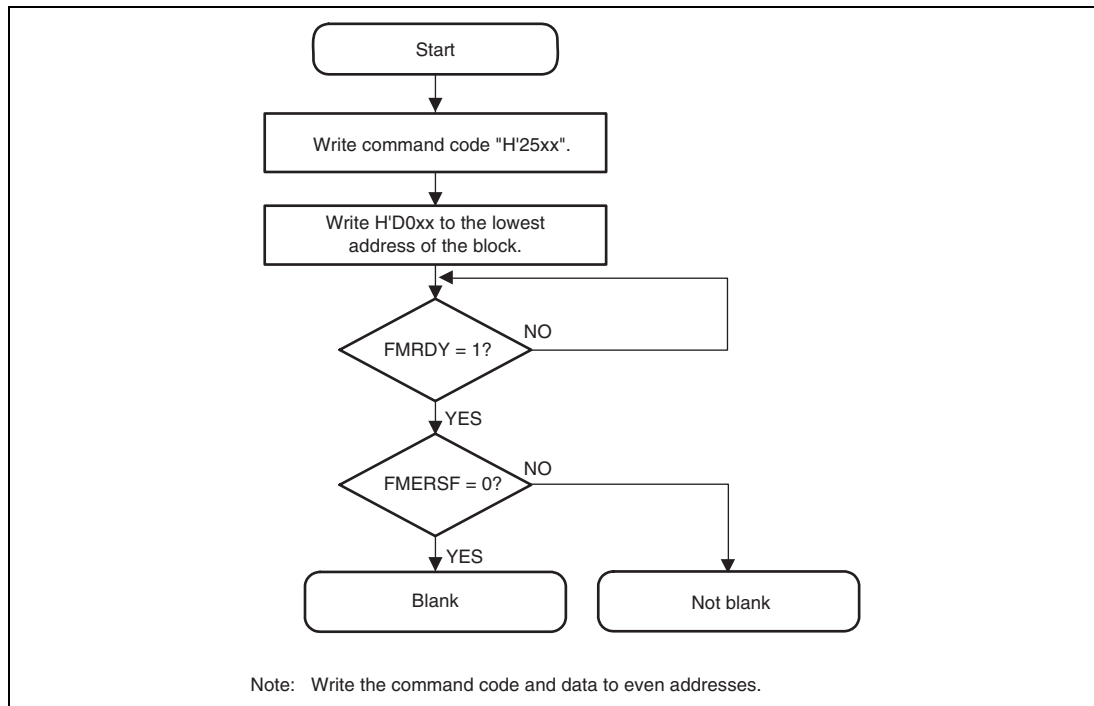 Start
Write command code "H'25xx".
Write H'D0xx to the lowest
address of the block.
FMRDY = 1?
NO
YES
FMERSF = 0?
NO
YES
Blank
Not blank
Note: Write the command code and data to even addresses.